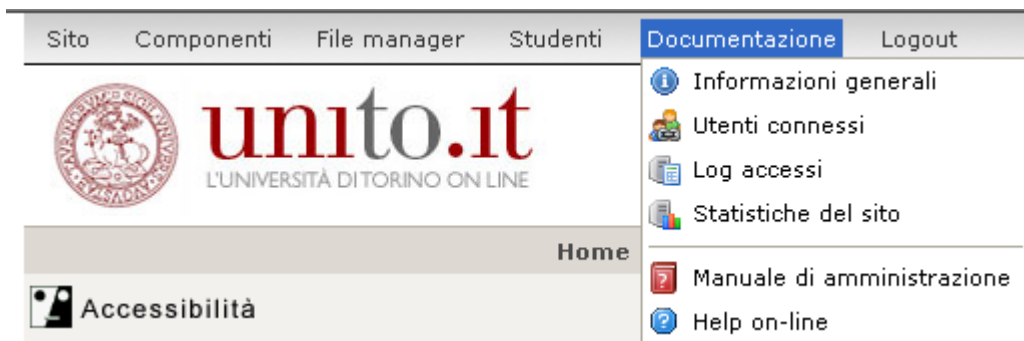 Sito Componenti File manager Studenti Documentazione Logout
Informazioni generali
Utenti connessi
Log accessi
Statistiche del sito
Manuale di amministrazione
Help on-line
unito.it
L'UNIVERSITÀ DI TORINO ON LINE
Home
Accessibilità